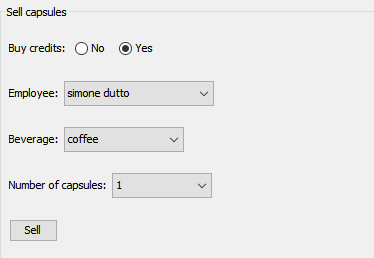 Sell capsules
Buy credits: No Yes
Employee: simone dutto
Beverage: coffee
Number of capsules: 1
Sell